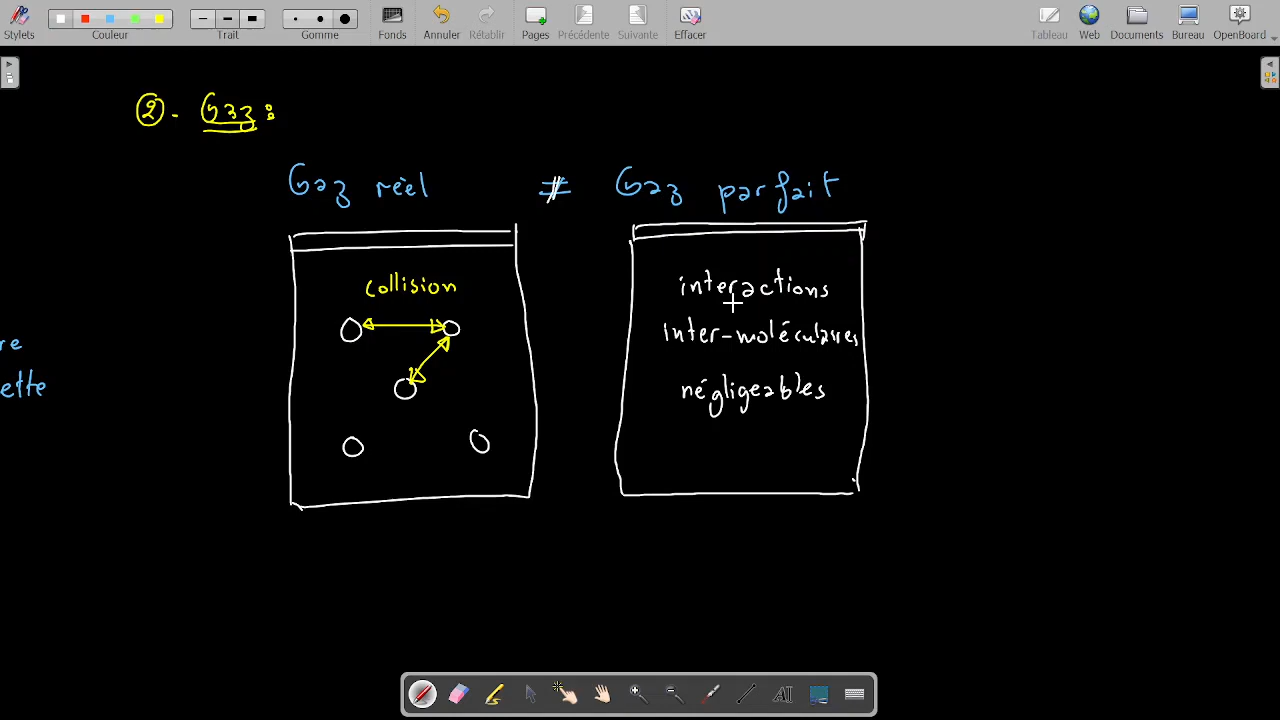 Stylets
Couleur
Trait
Gomme
Fonds
Annuler
Rétablir
Pages
Précédente
Suivante
Effacer
Tableau
Web
Documents
Bureau
OpenBoard
② - Gaz :
Gaz réel ≠ Gaz parfait
collision
interactions
inter-moléculaires
négligeables
re
ette
AI